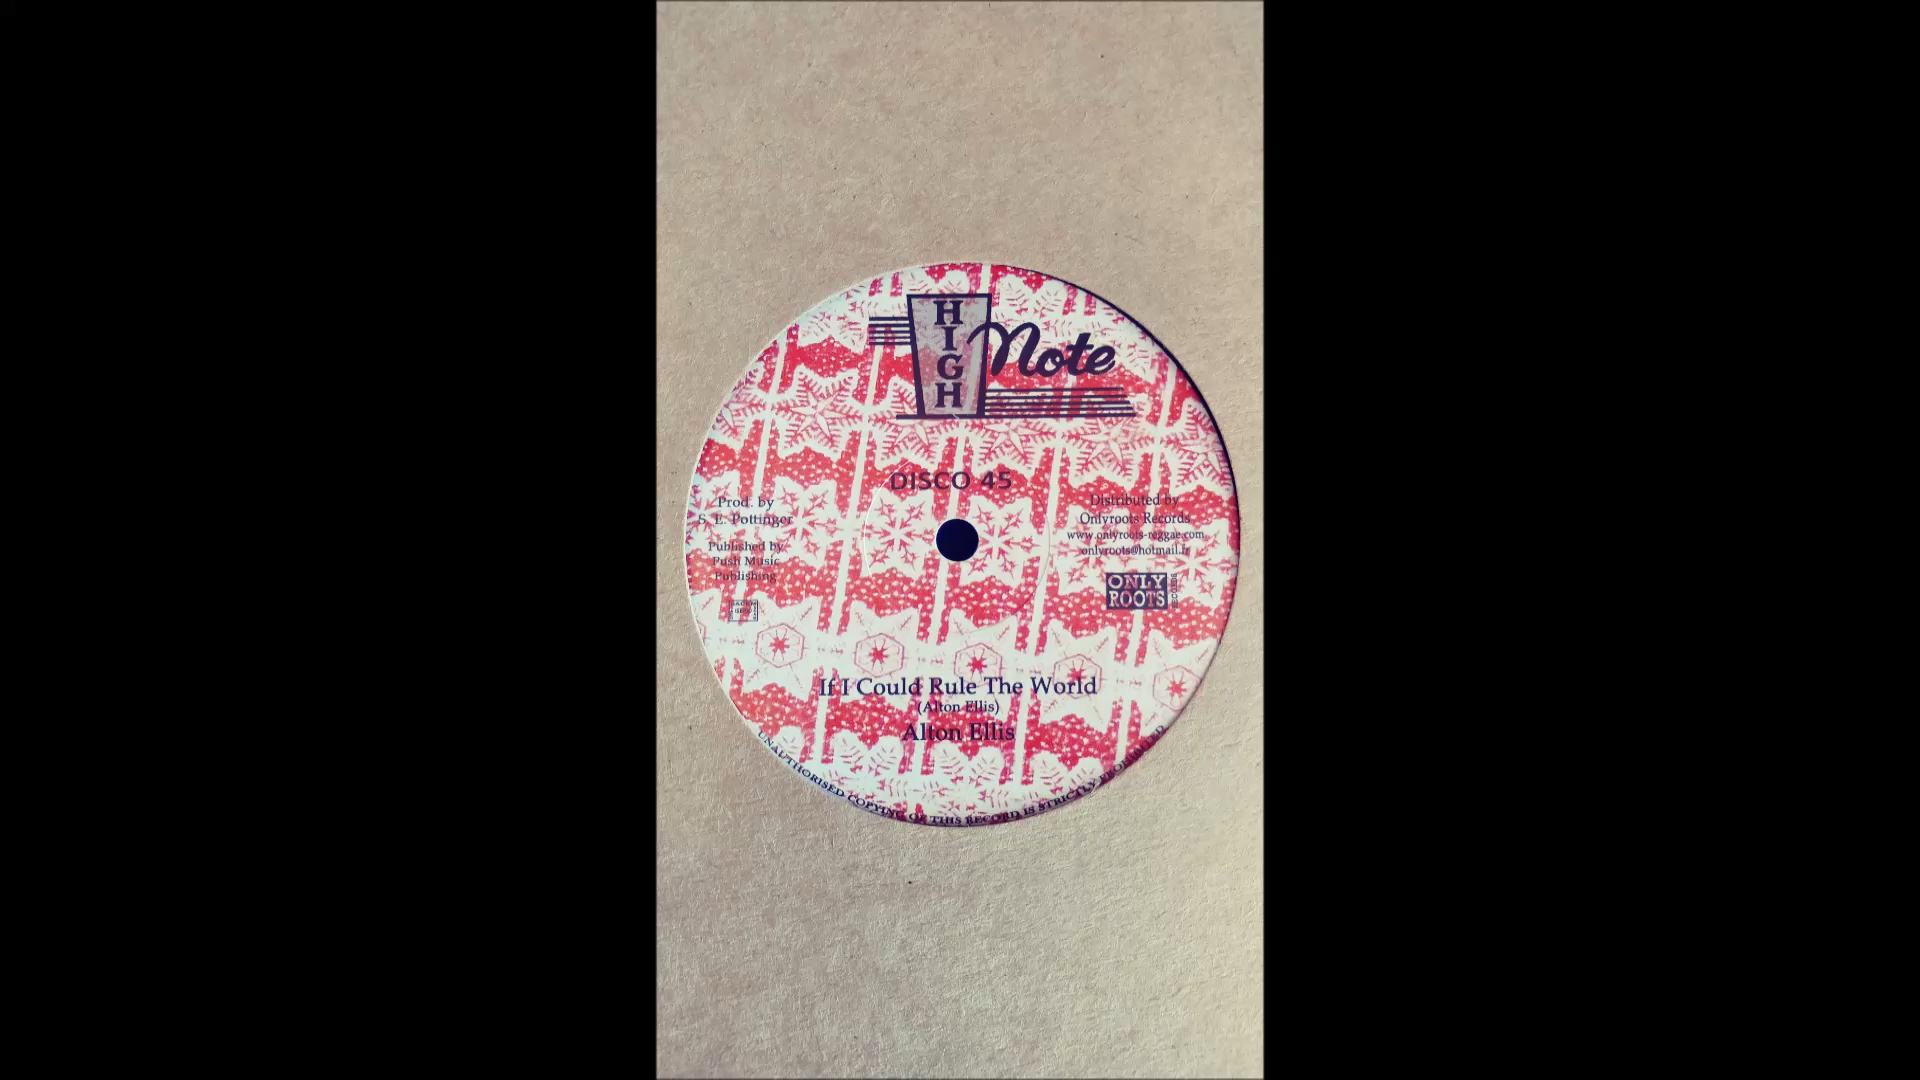 HIGH
Note
DISCO 45
Prod. by
S. E. Pottinger
Published by
Push Music
Publishing
Distributed by
Onlyroots Records
www.onlyroots-reggae.com
onlyroots@hotmail.fr
ONLY
ROOTS
RECORDS
If I Could Rule The World
(Alton Ellis)
Alton Ellis
UNAUTHORISED COPYING OF THIS RECORD IS STRICTLY PROHIBITED